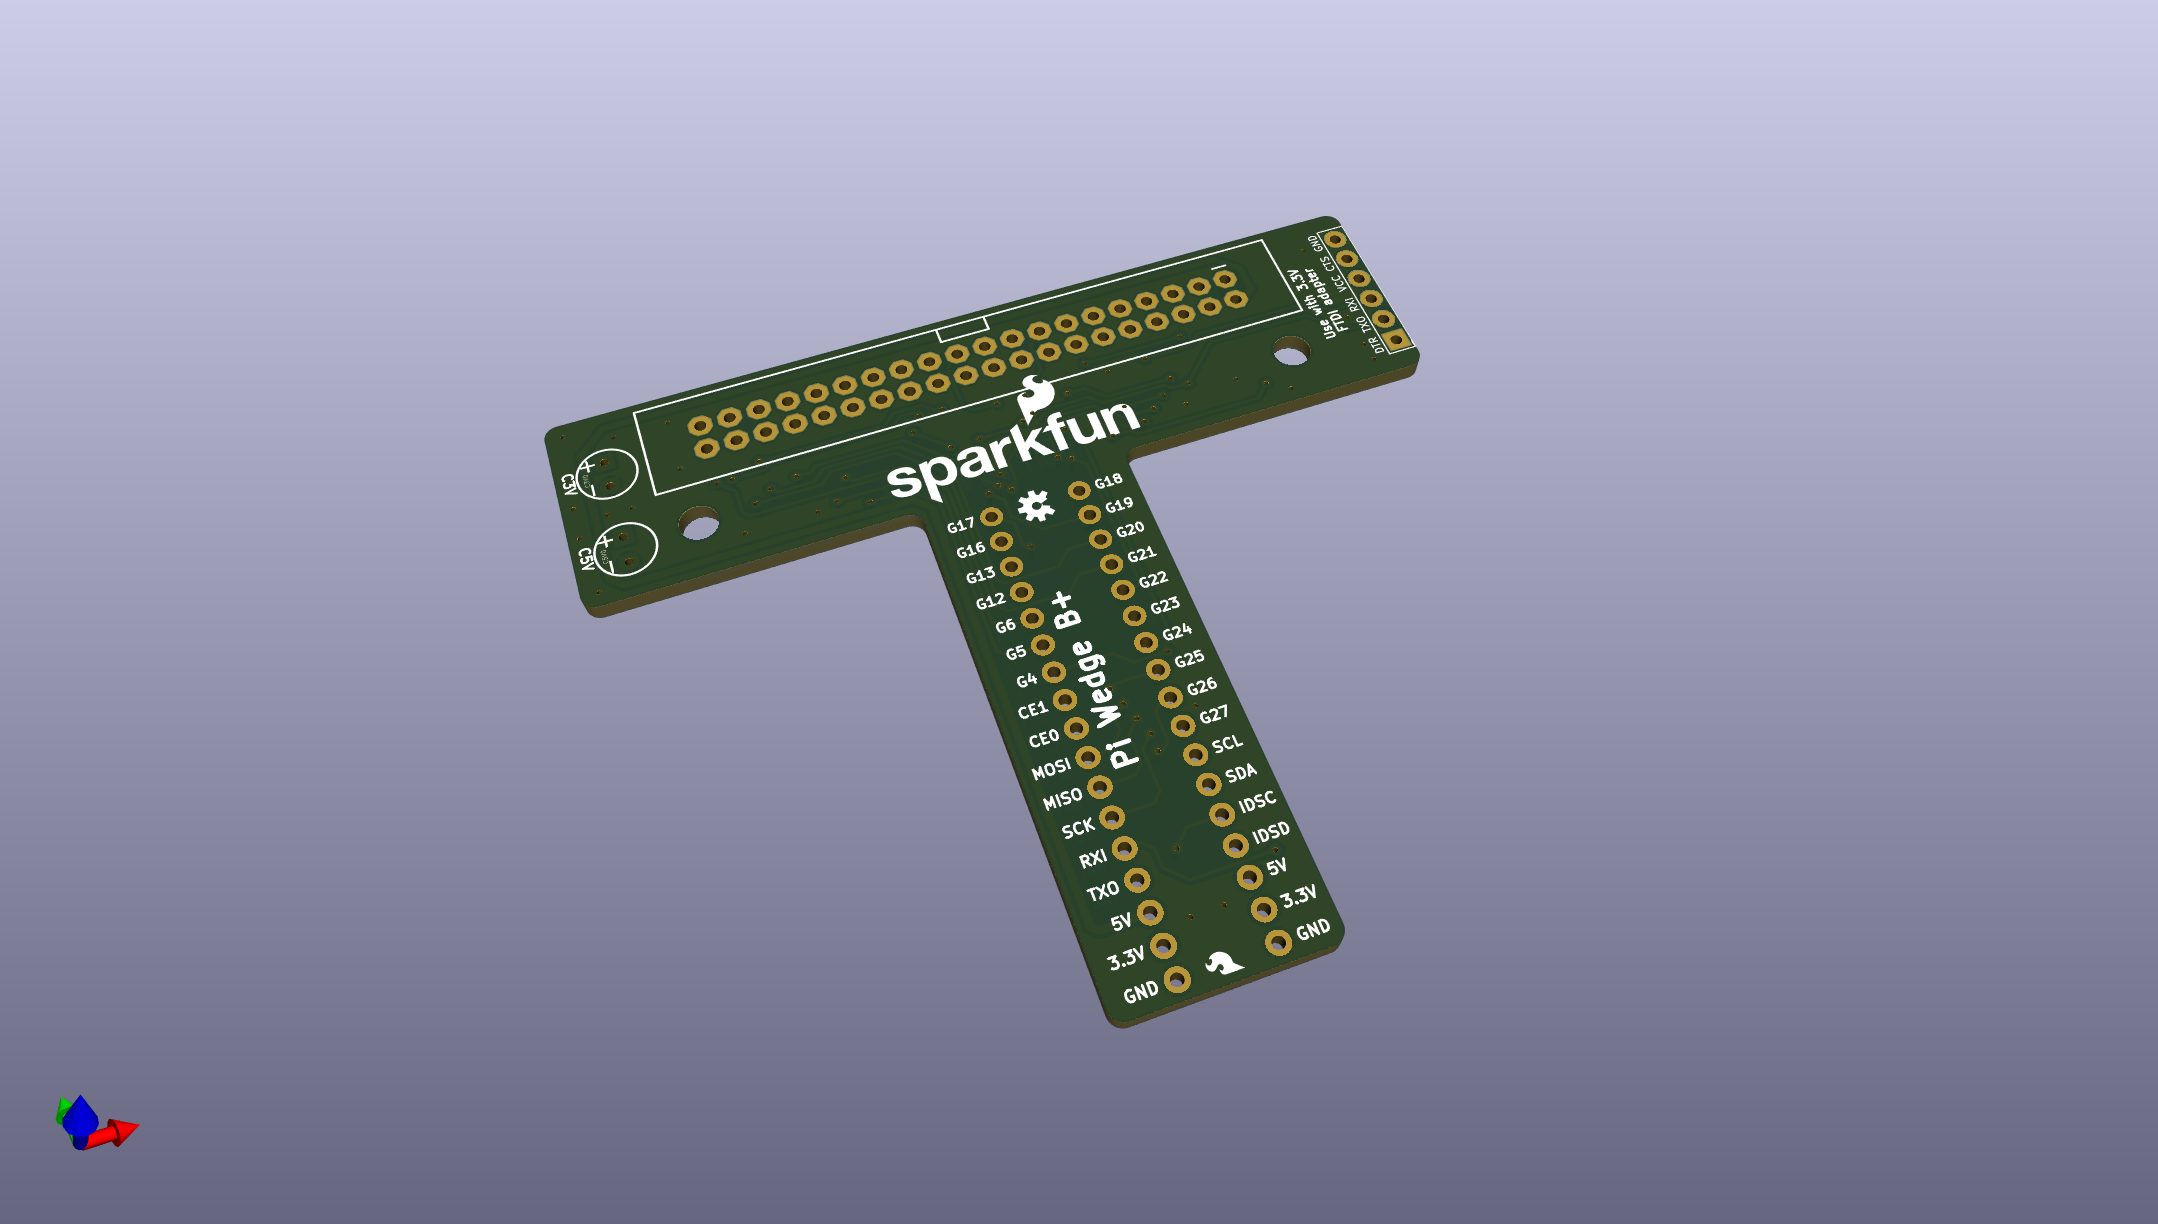 GND
CTS
VCC
RXI
TXO
DTR
Use with 3.3V
FTDI adapter
C3V
+
-
C5V
+
-
sparkfun
G17
G16
G13
G12
G6
G5
G4
CE1
CE0
MOSI
MISO
SCK
RXI
TXO
5V
3.3V
GND
Pi Wedge B+
G18
G19
G20
G21
G22
G23
G24
G25
G26
G27
SCL
SDA
IDSC
IDSD
5V
3.3V
GND